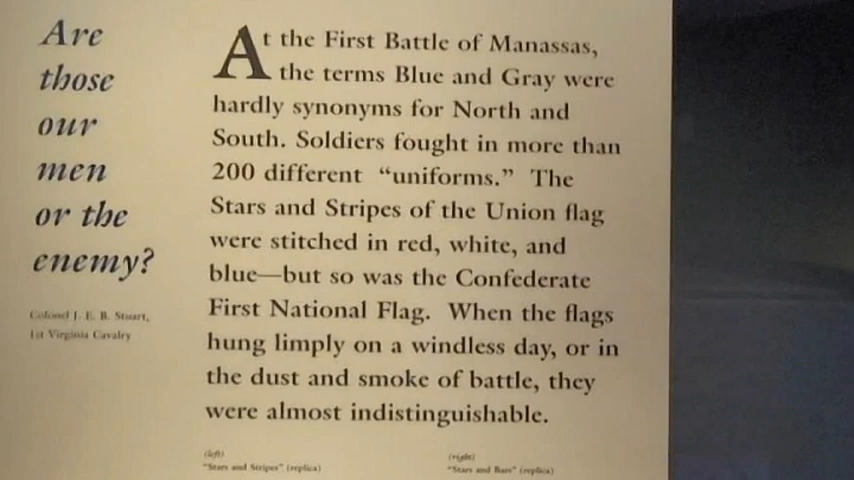 Are
those
our
men
or the
enemy?
Colonel J. E. B. Stuart,
1st Virginia Cavalry
At the First Battle of Manassas,
the terms Blue and Gray were
hardly synonyms for North and
South. Soldiers fought in more than
200 different “uniforms.” The
Stars and Stripes of the Union flag
were stitched in red, white, and
blue—but so was the Confederate
First National Flag. When the flags
hung limply on a windless day, or in
the dust and smoke of battle, they
were almost indistinguishable.
(left)
“Stars and Stripes” (replica)
(right)
“Stars and Bars” (replica)